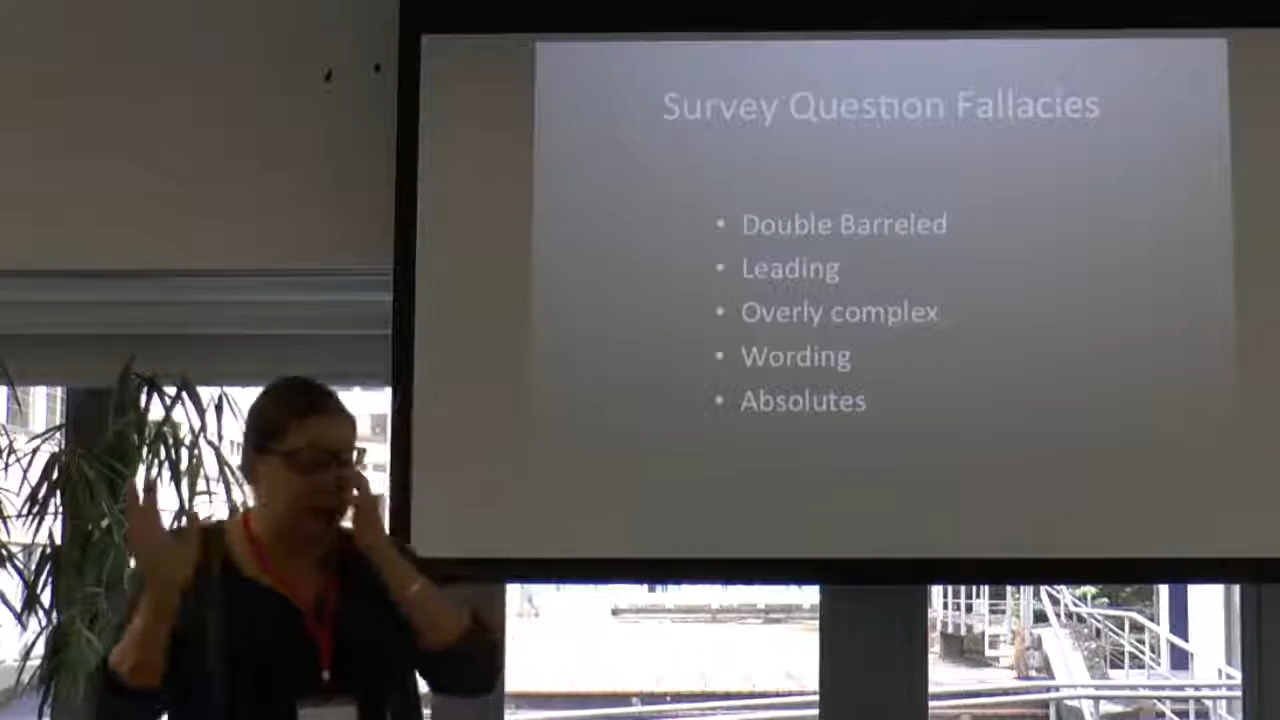 Survey Question Fallacies
• Double Barreled
• Leading
• Overly complex
• Wording
• Absolutes